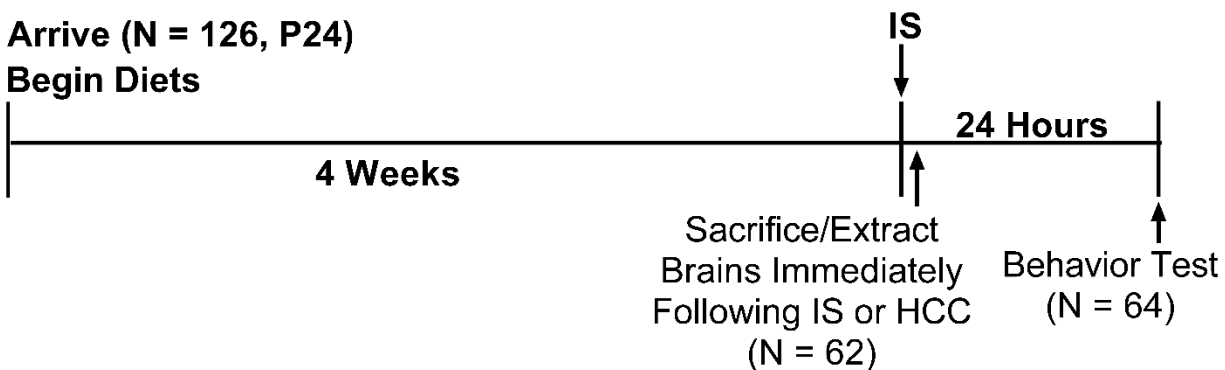 Arrive (N = 126, P24)
Begin Diets
IS
24 Hours
4 Weeks
Sacrifice/Extract
Brains Immediately
Following IS or HCC
(N = 62)
Behavior Test
(N = 64)